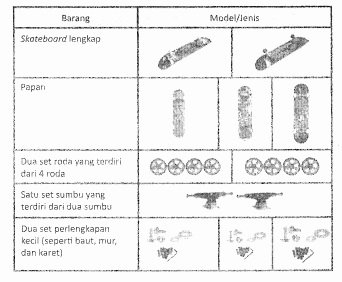 Barang
Model/Jenis
Skateboard lengkap
Papan
Dua set roda yang terdiri
dari 4 roda
Satu set sumbu yang
terdiri dari dua sumbu
Dua set perlengkapan
kecil (seperti baut, mur,
dan karet)